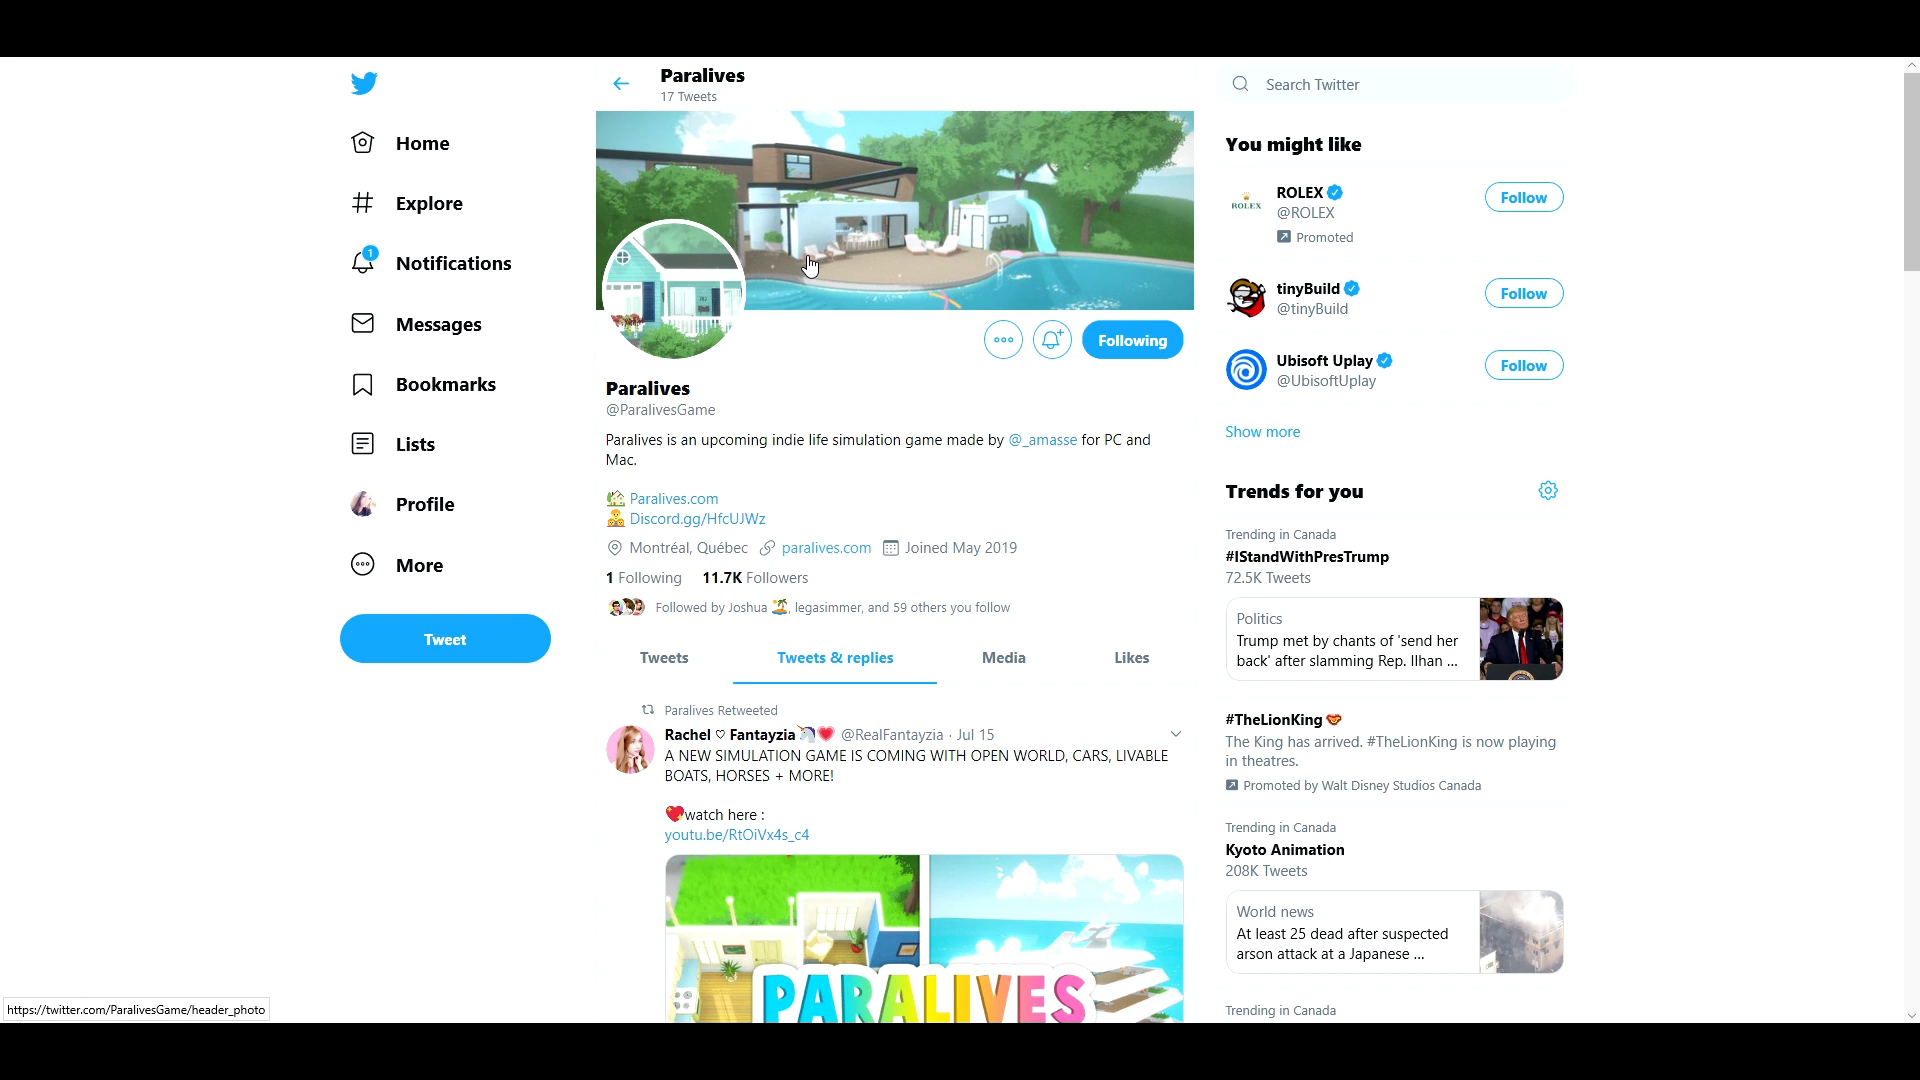 Paralives
17 Tweets
Search Twitter
Home
Explore
1
Notifications
Messages
Bookmarks
Lists
Profile
More
Tweet
Following
Paralives
@ParalivesGame
Paralives is an upcoming indie life simulation game made by @_amasse for PC and
Mac.
Paralives.com
Discord.gg/HfcUJWz
Montréal, Québec paralives.com Joined May 2019
1 Following 11.7K Followers
Followed by Joshua 🏝️, legasimmer, and 59 others you follow
Tweets Tweets & replies Media Likes
Paralives Retweeted
Rachel ♡ Fantayzia 🦄💗 @RealFantayzia · Jul 15
A NEW SIMULATION GAME IS COMING WITH OPEN WORLD, CARS, LIVABLE
BOATS, HORSES + MORE!
💖watch here :
youtu.be/RtOiVx4s_c4
PARALIVES
You might like
ROLEX
ROLEX
@ROLEX
Promoted
Follow
tinyBuild
@tinyBuild
Follow
Ubisoft Uplay
@UbisoftUplay
Follow
Show more
Trends for you
Trending in Canada
#IStandWithPresTrump
72.5K Tweets
Politics
Trump met by chants of 'send her
back' after slamming Rep. Ilhan ...
#TheLionKing
The King has arrived. #TheLionKing is now playing
in theatres.
Promoted by Walt Disney Studios Canada
Trending in Canada
Kyoto Animation
208K Tweets
World news
At least 25 dead after suspected
arson attack at a Japanese ...
Trending in Canada
https://twitter.com/ParalivesGame/header_photo